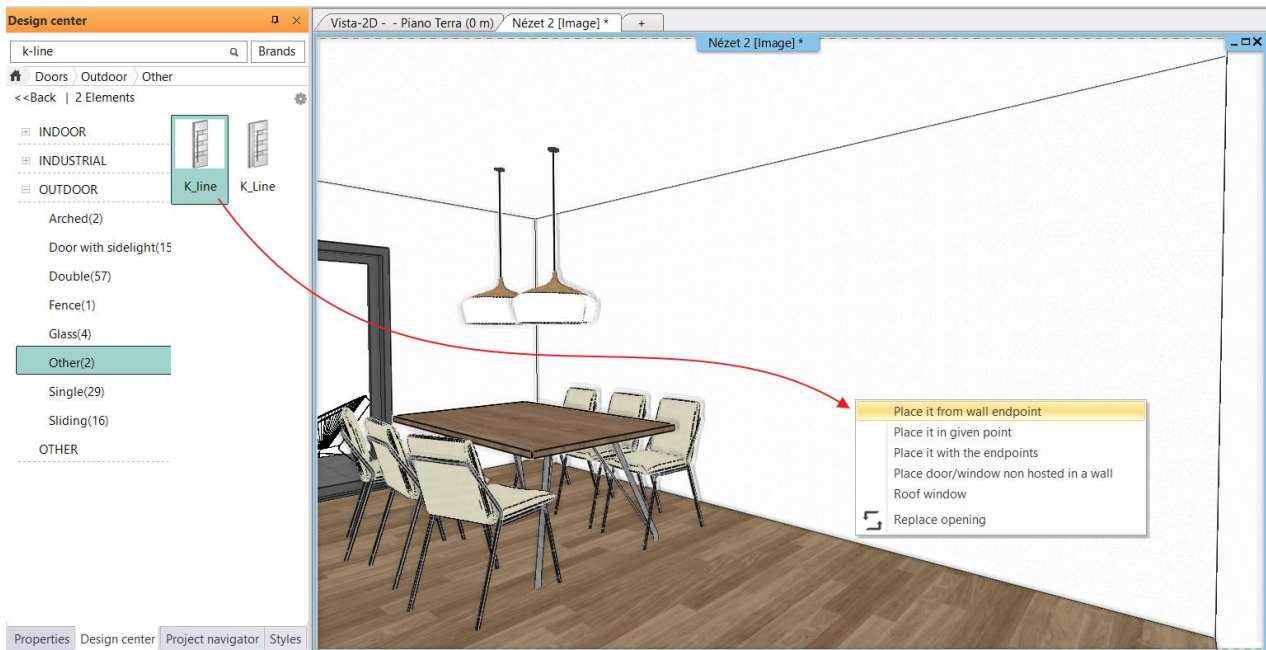 Design center
k-line
Brands
Doors Outdoor Other
<<Back | 2 Elements
INDOOR
INDUSTRIAL
OUTDOOR
Arched(2)
Door with sidelight(15
Double(57)
Fence(1)
Glass(4)
Other(2)
Single(29)
Sliding(16)
OTHER
K_line
K_Line
Properties
Design center
Project navigator
Styles
Vista-2D - - Piano Terra (0 m)
Nézet 2 [Image] *
+
Nézet 2 [Image] *
Place it from wall endpoint
Place it in given point
Place it with the endpoints
Place door/window non hosted in a wall
Roof window
Replace opening